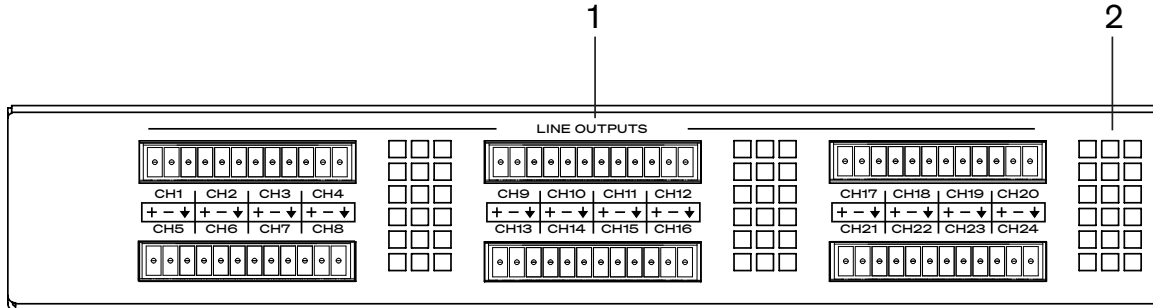 1 2
LINE OUTPUTS
CH1 CH2 CH3 CH4 CH9 CH10 CH11 CH12 CH17 CH18 CH19 CH20
+ − ↓ + − ↓ + − ↓ + − ↓ + − ↓ + − ↓ + − ↓ + − ↓ + − ↓ + − ↓ + − ↓ + − ↓
CH5 CH6 CH7 CH8 CH13 CH14 CH15 CH16 CH21 CH22 CH23 CH24